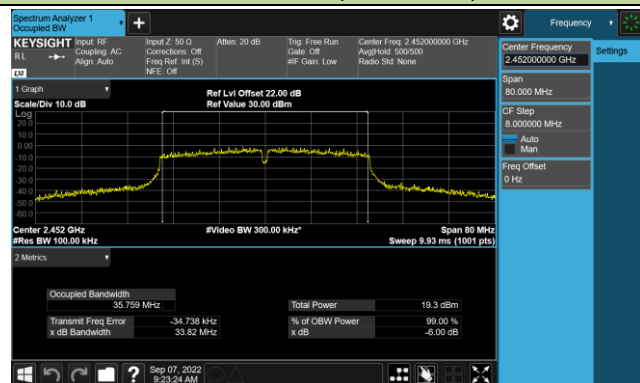 Spectrum Analyzer 1
Occupied BW
Frequency
KEYSIGHT
Input: RF
Coupling: AC
Align: Auto
Input Z: 50 Ω
Corrections: Off
Freq Ref: Int (S)
NFE: Off
Atten: 20 dB
Trig: Free Run
Gate: Off
#IF Gain: Low
Center Freq: 2.452000000 GHz
Avg|Hold: 500/500
Radio Std: None
R L
LXI
Center Frequency
2.452000000 GHz
Settings
Span
80.000 MHz
CF Step
8.000000 MHz
Auto
Man
Freq Offset
0 Hz
1 Graph
Scale/Div 10.0 dB
Ref Lvl Offset 22.00 dB
Ref Value 30.00 dBm
Log
20.0
10.0
0.00
-10.0
-20.0
-30.0
-40.0
-50.0
-60.0
Center 2.452 GHz
#Res BW 100.00 kHz
#Video BW 300.00 kHz*
Span 80 MHz
Sweep 9.93 ms (1001 pts)
2 Metrics
Occupied Bandwidth
35.759 MHz
Total Power 19.3 dBm
Transmit Freq Error -34.738 kHz
% of OBW Power 99.00 %
x dB Bandwidth 33.82 MHz
x dB -6.00 dB
Sep 07, 2022
9:23:24 AM